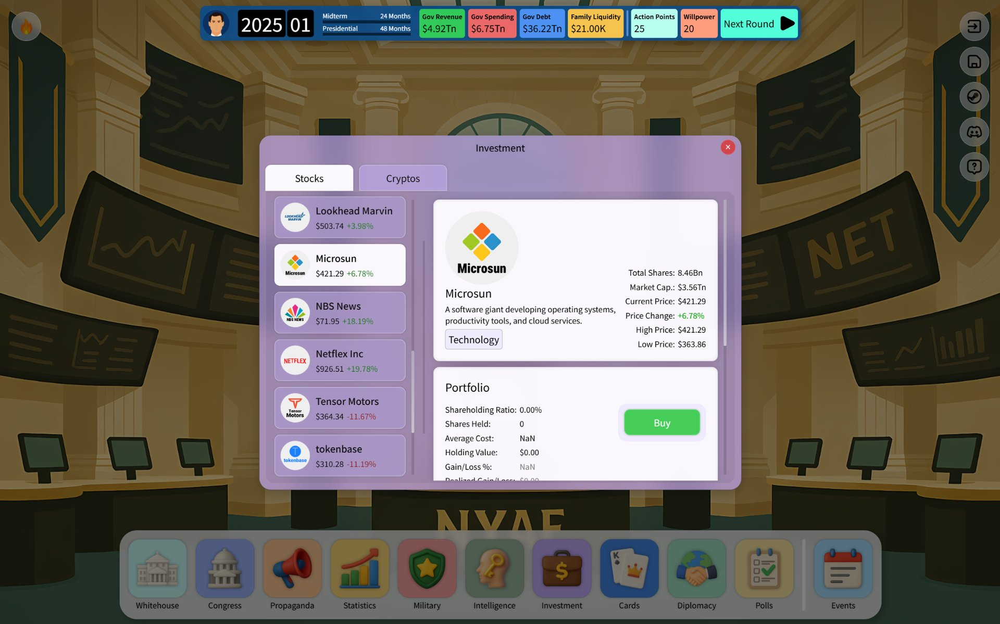 2025 01
Midterm 24 Months
Presidential 48 Months
Gov Revenue
$4.92Tn
Gov Spending
$6.75Tn
Gov Debt
$36.22Tn
Family Liquidity
$21.00K
Action Points
25
Willpower
20
Next Round
NET
Investment
Stocks
Cryptos
LOOKHEAD
MARVIN
Lookhead Marvin
$503.74 +3.98%
Microsun
Microsun
$421.29 +6.78%
NBS NEWS
NBS News
$71.95 +18.19%
NETFLEX
Netflex Inc
$926.51 +19.78%
Tensor
Motors
Tensor Motors
$364.34 -11.67%
tokenbase
tokenbase
$310.28 -11.19%
Microsun
Microsun
A software giant developing operating systems,
productivity tools, and cloud services.
Technology
Total Shares: 8.46Bn
Market Cap.: $3.56Tn
Current Price: $421.29
Price Change: +6.78%
High Price: $421.29
Low Price: $363.86
Portfolio
Shareholding Ratio: 0.00%
Shares Held: 0
Average Cost: NaN
Holding Value: $0.00
Gain/Loss %: NaN
Realized Gain/Loss: $0.00
Buy
NYAE
K
Whitehouse
Congress
Propaganda
Statistics
Military
Intelligence
Investment
Cards
Diplomacy
Polls
Events